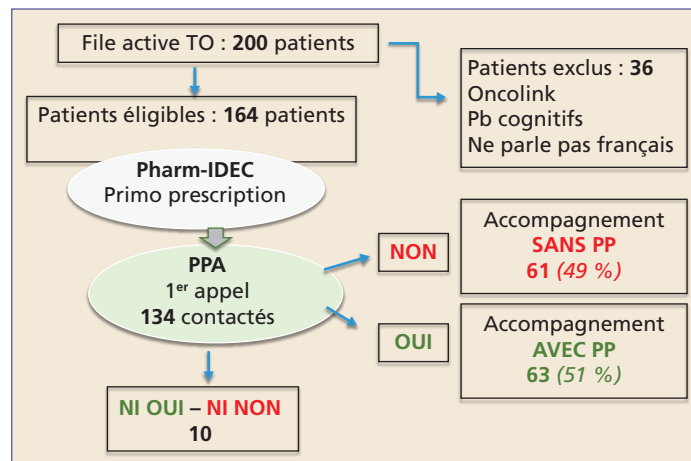 File active TO : 200 patients
Patients exclus : 36
Oncolink
Pb cognitifs
Ne parle pas français
Patients éligibles : 164 patients
Pharm-IDEC
Primo prescription
PPA
1er appel
134 contactés
NON
Accompagnement
SANS PP
61 (49 %)
OUI
Accompagnement
AVEC PP
63 (51 %)
NI OUI – NI NON
10